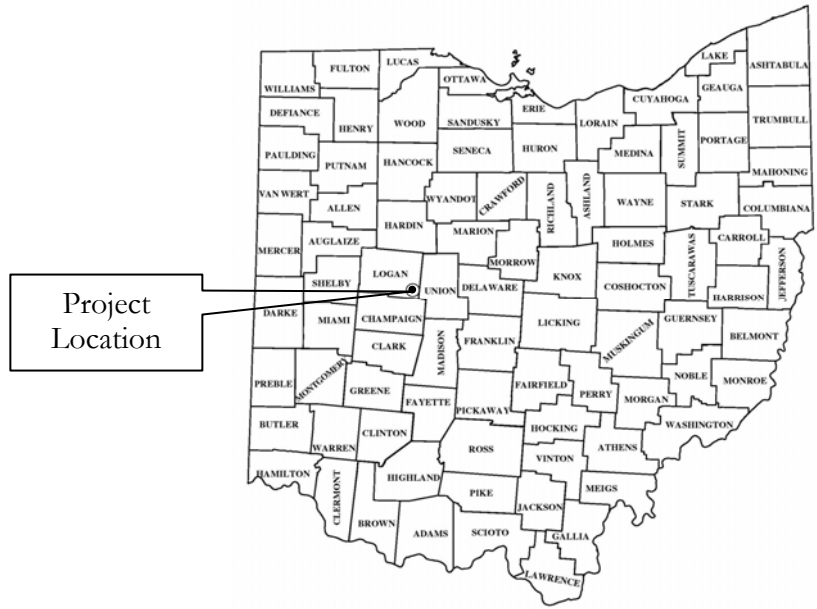 LAKE
ASHTABULA
LUCAS
FULTON
OTTAWA
GEAUGA
WILLIAMS
CUYAHOGA
ERIE
DEFIANCE
WOOD
SANDUSKY
LORAIN
TRUMBULL
HENRY
SUMMIT
PORTAGE
PAULDING
SENECA
HURON
MEDINA
PUTNAM
HANCOCK
MAHONING
VAN WERT
WYANDOT
CRAWFORD
RICHLAND
ASHLAND
WAYNE
STARK
COLUMBIANA
ALLEN
HARDIN
MARION
AUGLAIZE
HOLMES
TUSCARAWAS
CARROLL
JEFFERSON
MERCER
MORROW
KNOX
LOGAN
SHELBY
UNION
DELAWARE
COSHOCTON
HARRISON
Project
Location
DARKE
MIAMI
CHAMPAIGN
LICKING
MUSKINGUM
GUERNSEY
BELMONT
CLARK
MADISON
FRANKLIN
PREBLE
MONTGOMERY
GREENE
FAIRFIELD
PERRY
NOBLE
MONROE
FAYETTE
PICKAWAY
MORGAN
BUTLER
WARREN
CLINTON
HOCKING
WASHINGTON
ROSS
ATHENS
VINTON
HAMILTON
CLERMONT
HIGHLAND
PIKE
MEIGS
JACKSON
BROWN
ADAMS
SCIOTO
GALLIA
LAWRENCE